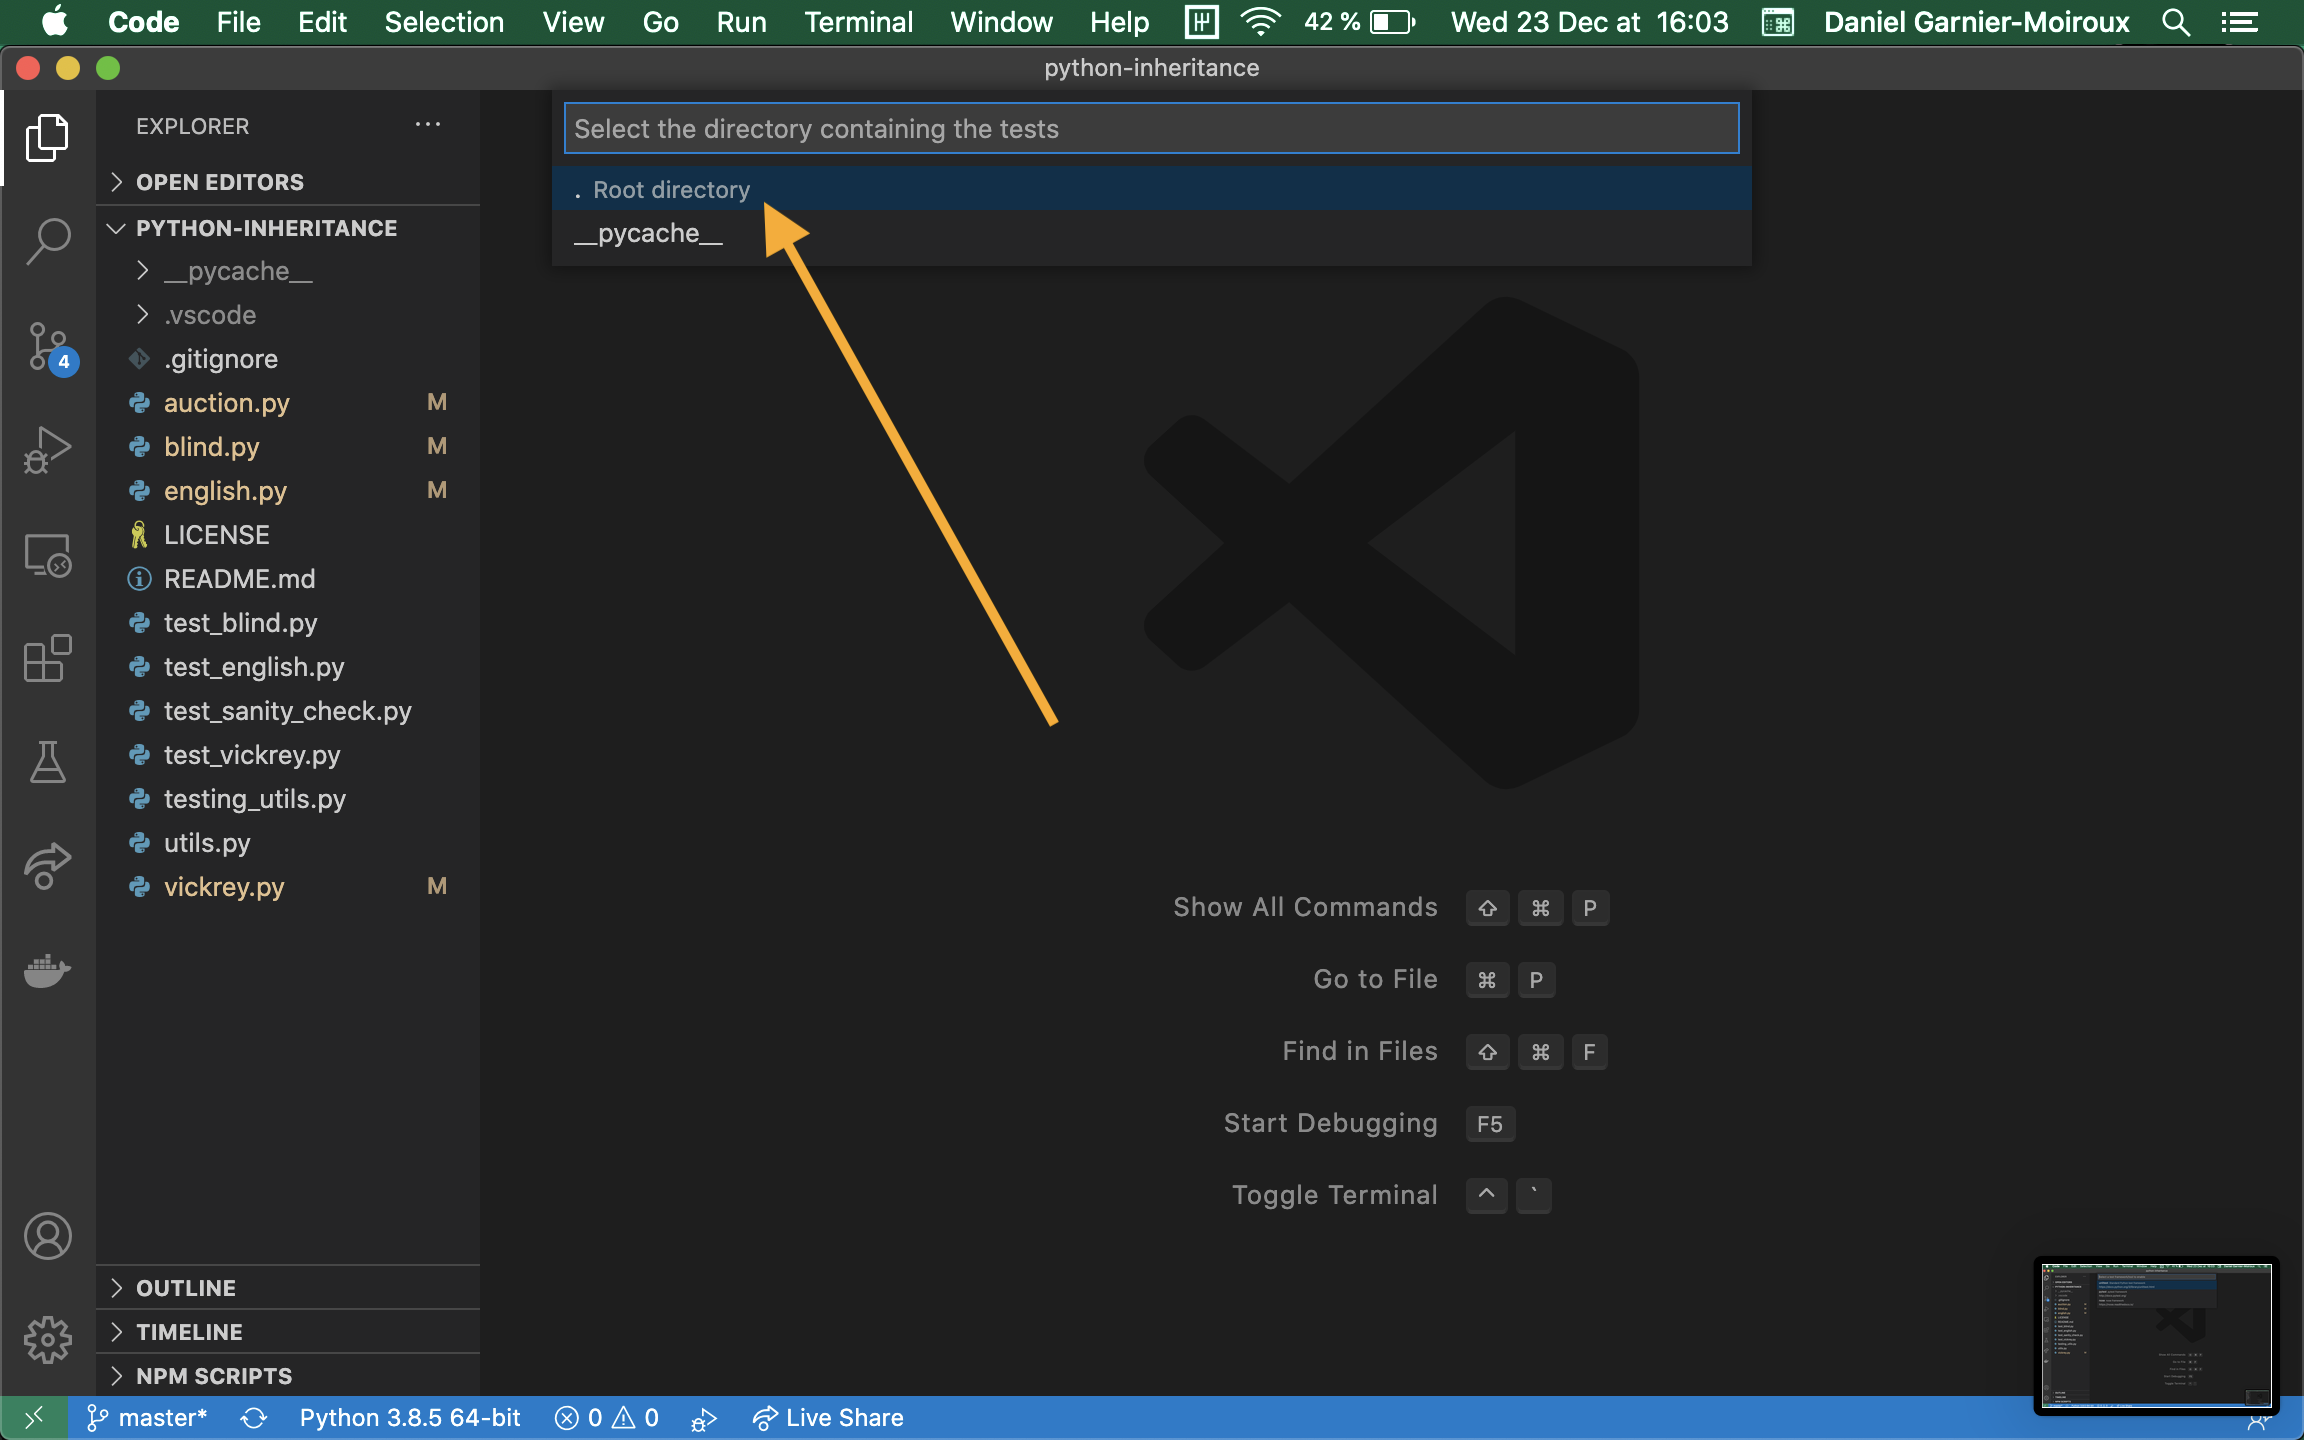 Code File Edit Selection View Go Run Terminal Window Help 42 % Wed 23 Dec at 16:03 Daniel Garnier-Moiroux
python-inheritance
EXPLORER
Select the directory containing the tests
. Root directory
__pycache__
OPEN EDITORS
PYTHON-INHERITANCE
__pycache__
.vscode
.gitignore
auction.py M
blind.py M
english.py M
LICENSE
README.md
test_blind.py
test_english.py
test_sanity_check.py
test_vickrey.py
testing_utils.py
utils.py
vickrey.py M
4
Show All Commands ⇧ ⌘ P
Go to File ⌘ P
Find in Files ⇧ ⌘ F
Start Debugging F5
Toggle Terminal ^ `
OUTLINE
TIMELINE
NPM SCRIPTS
master* Python 3.8.5 64-bit 0 0 Live Share